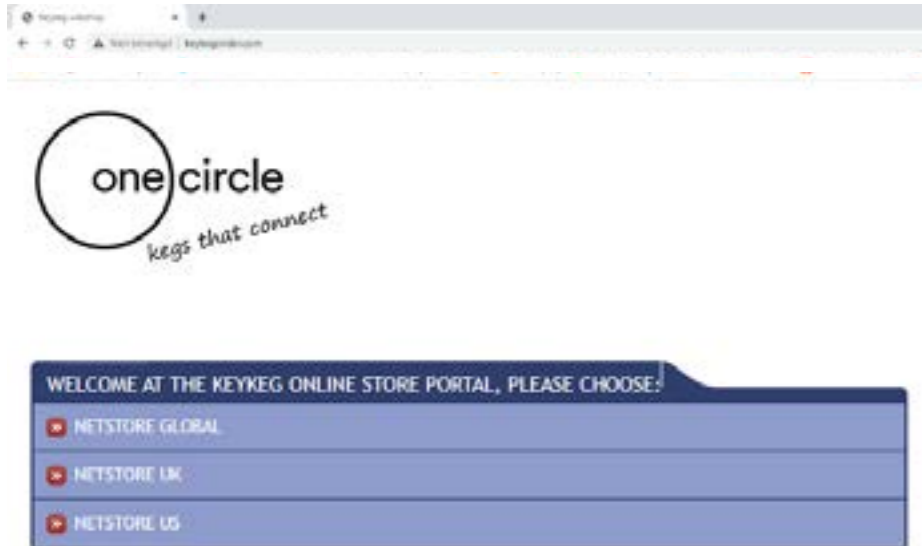 one circle
kegs that connect
WELCOME AT THE KEYKEG ONLINE STORE PORTAL, PLEASE CHOOSE:
NETSTORE GLOBAL
NETSTORE UK
NETSTORE US